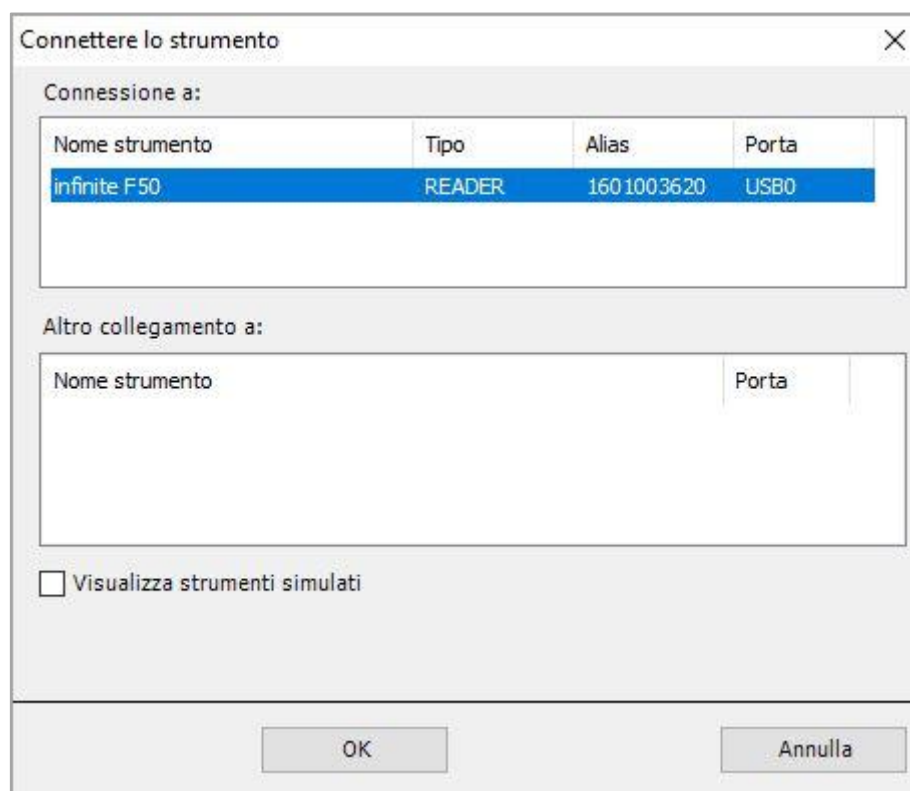 Connettere lo strumento
Connessione a:
Nome strumento Tipo Alias Porta
infinite F50 READER 1601003620 USB0
Altro collegamento a:
Nome strumento Porta
Visualizza strumenti simulati
OK Annulla